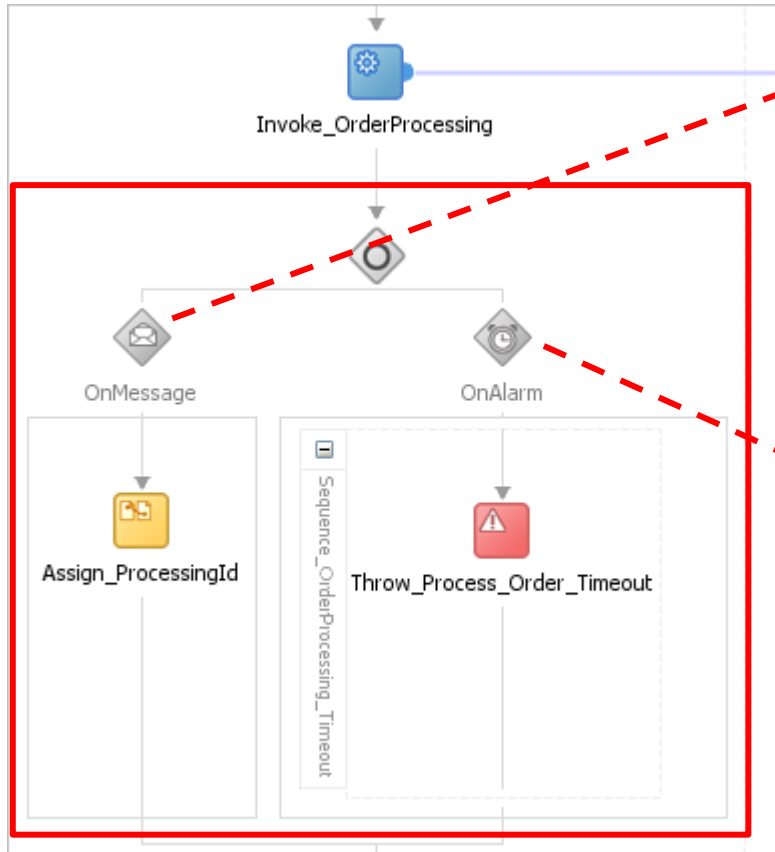 Invoke_OrderProcessing
OnMessage
OnAlarm
Sequence_OrderProcessing_Timeout
Assign_ProcessingId
Throw_Process_Order_Timeout